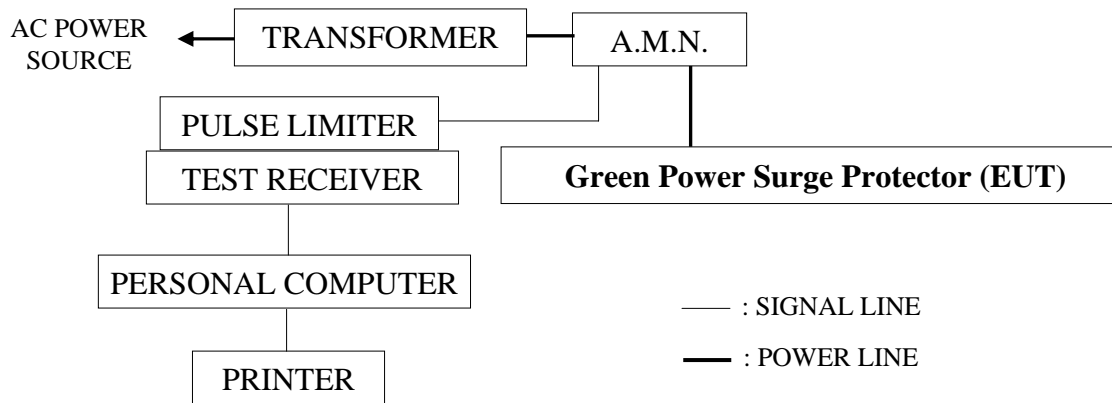 AC POWER
SOURCE
TRANSFORMER
A.M.N.
PULSE LIMITER
TEST RECEIVER
Green Power Surge Protector (EUT)
PERSONAL COMPUTER
: SIGNAL LINE
: POWER LINE
PRINTER